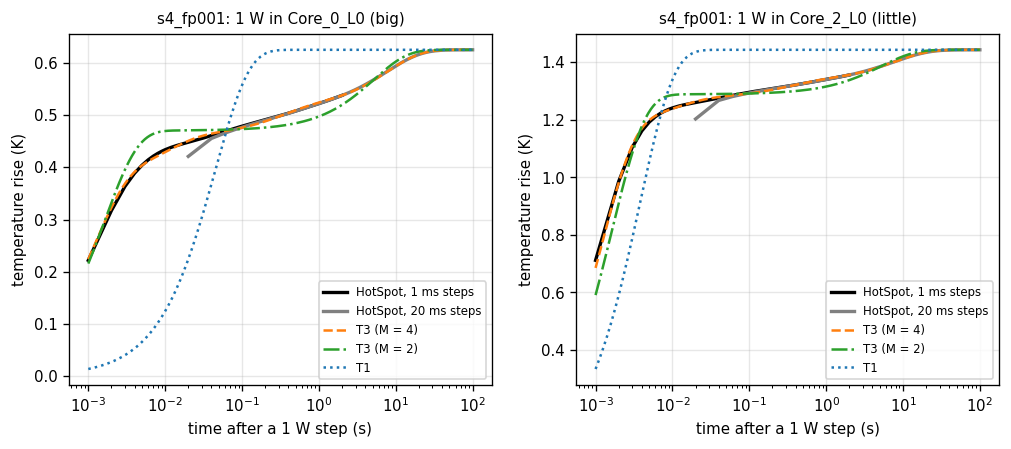 s4_fp001: 1 W in Core_0_L0 (big)
temperature rise (K)
0.6
0.5
0.4
0.3
0.2
0.1
0.0
HotSpot, 1 ms steps
HotSpot, 20 ms steps
T3 (M = 4)
T3 (M = 2)
T1
10⁻³ 10⁻² 10⁻¹ 10⁰ 10¹ 10²
time after a 1 W step (s)
s4_fp001: 1 W in Core_2_L0 (little)
temperature rise (K)
1.4
1.2
1.0
0.8
0.6
0.4
HotSpot, 1 ms steps
HotSpot, 20 ms steps
T3 (M = 4)
T3 (M = 2)
T1
10⁻³ 10⁻² 10⁻¹ 10⁰ 10¹ 10²
time after a 1 W step (s)